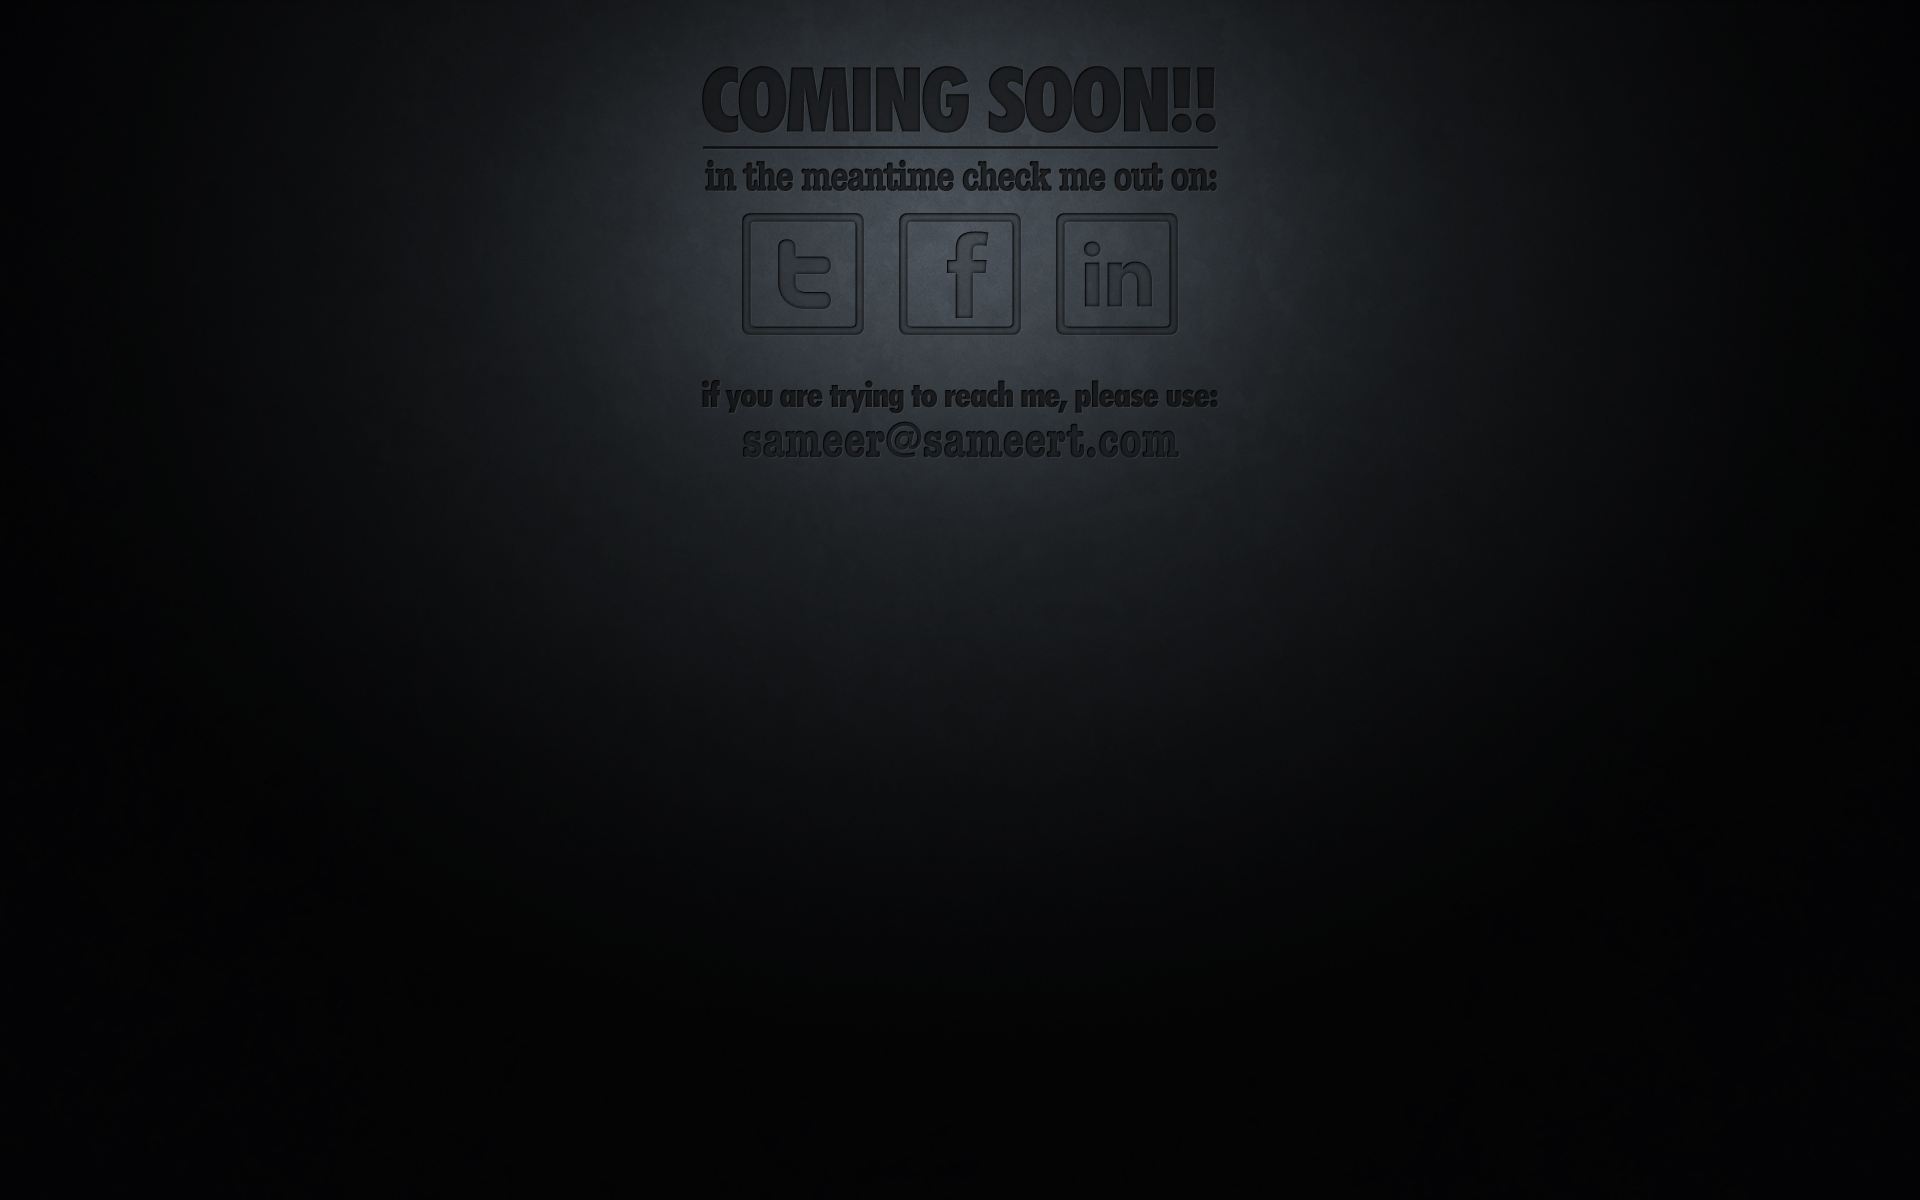 COMING SOON!!
in the meantime check me out on:
t f in
if you are trying to reach me, please use:
sameer@sameert.com